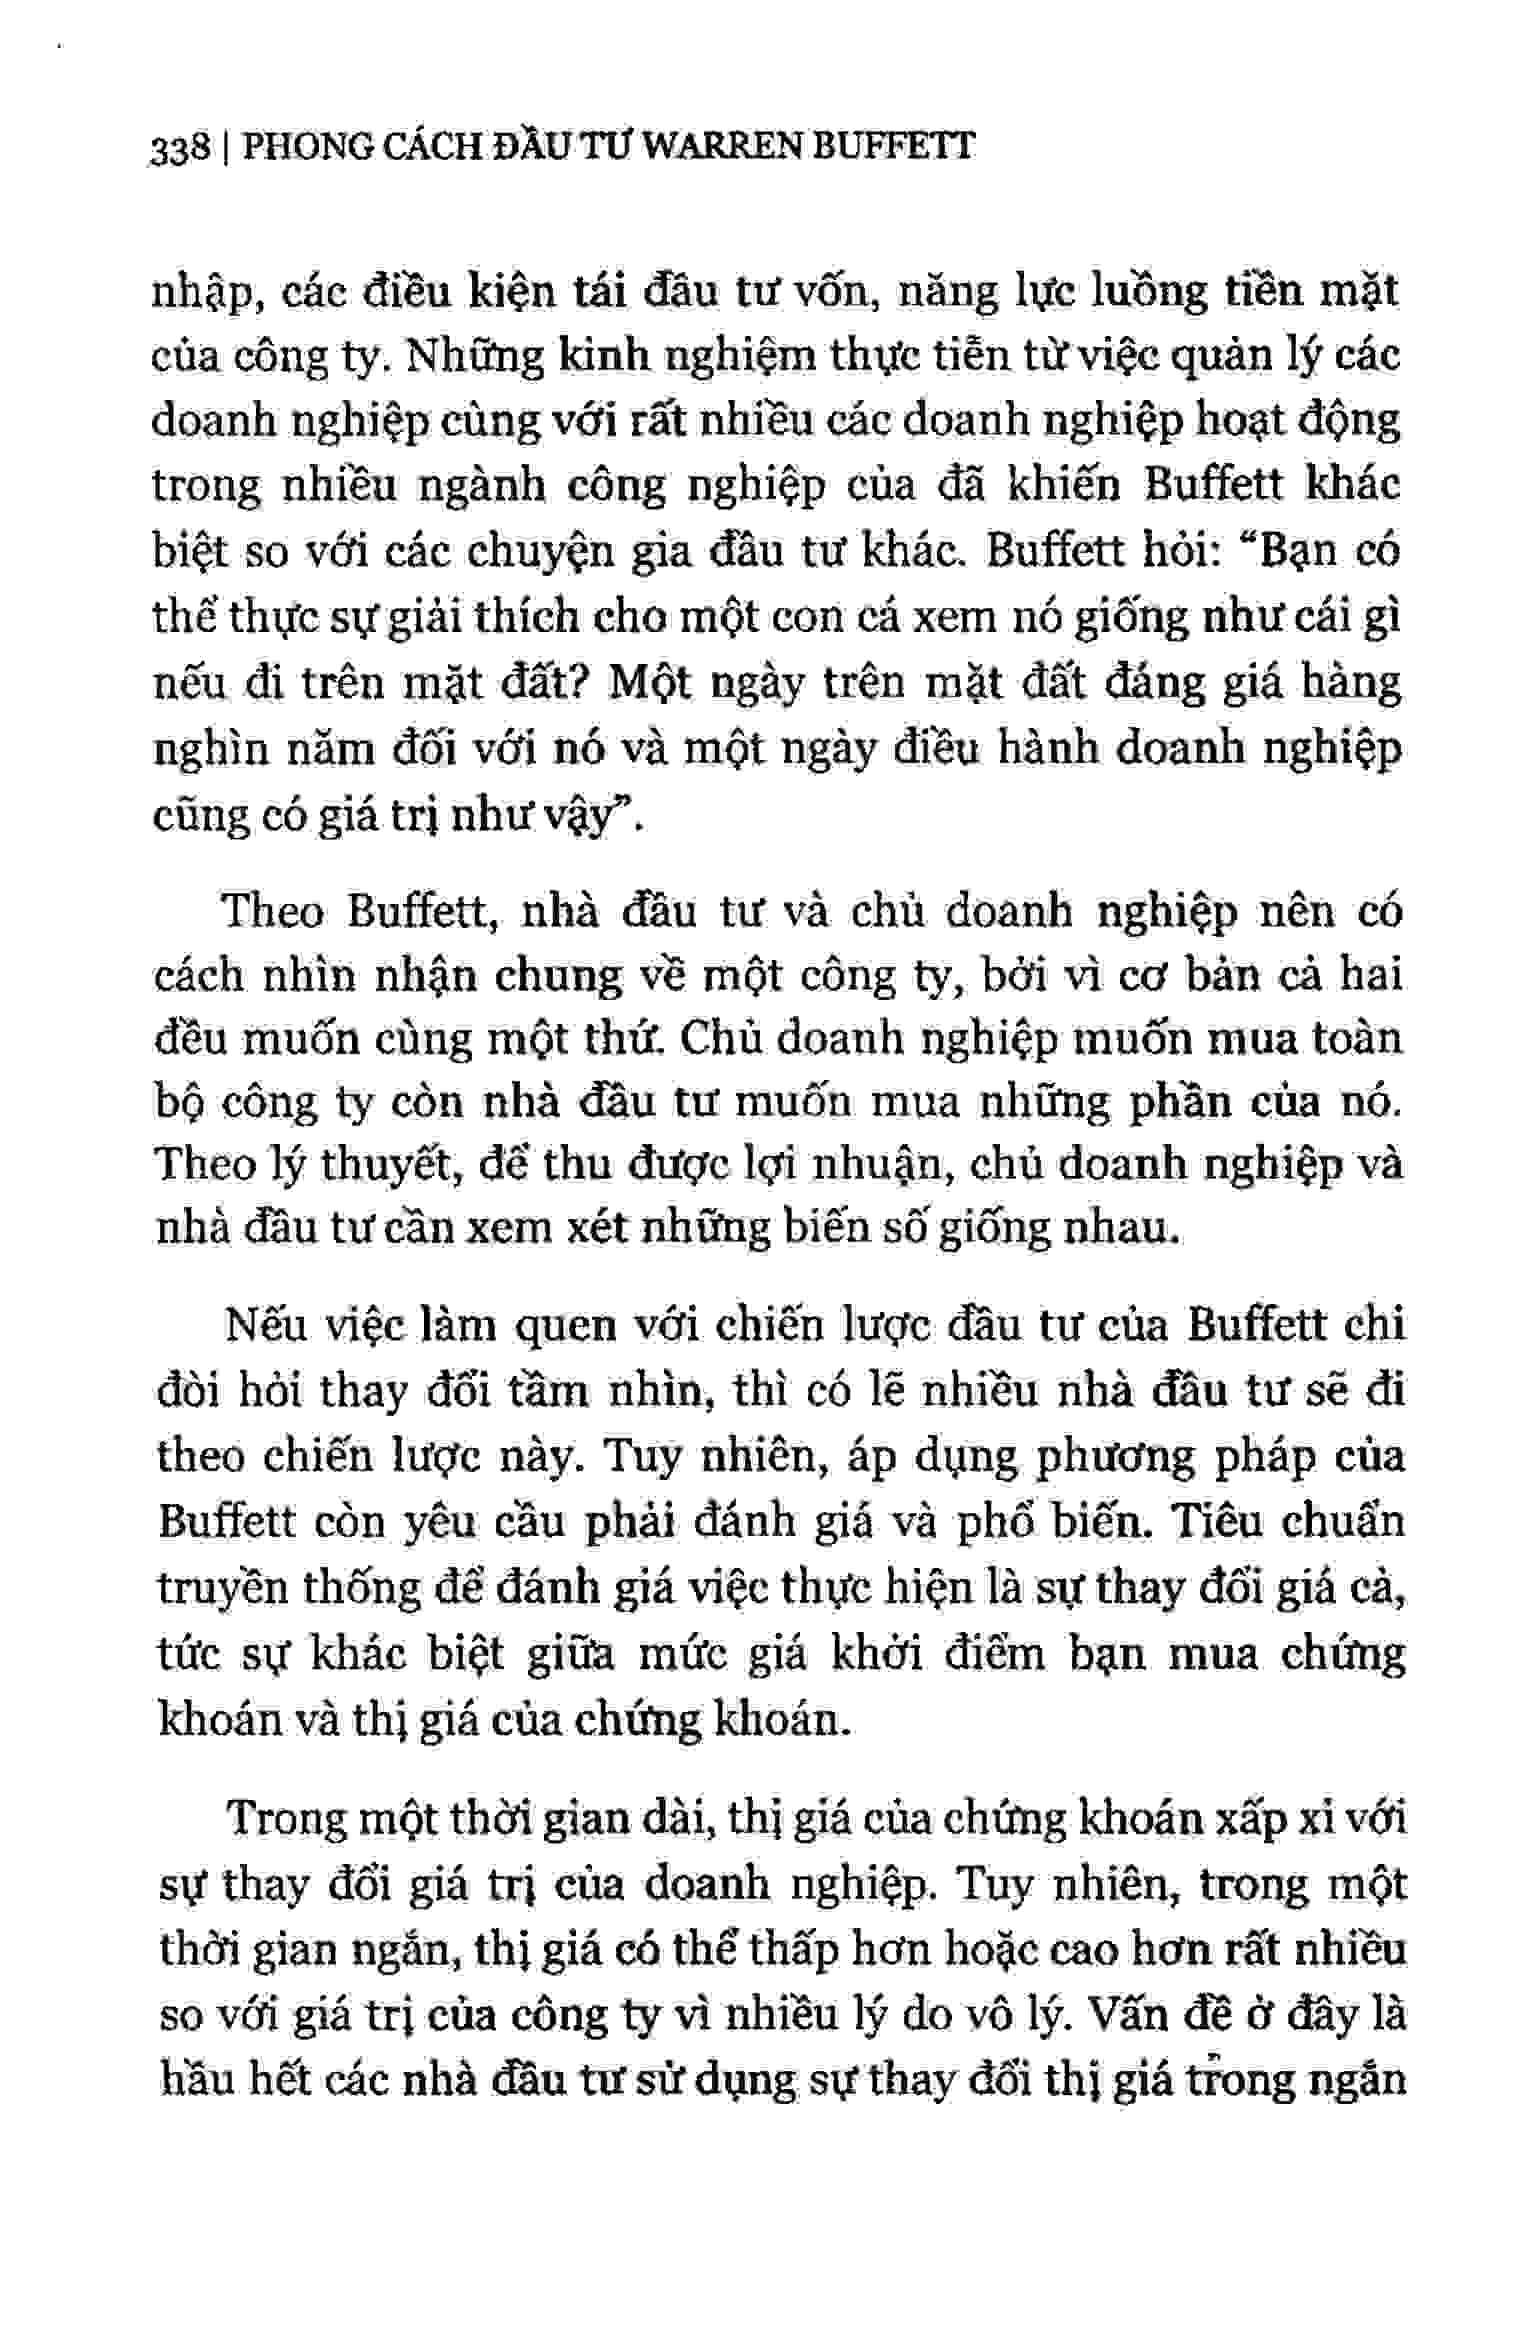 338 | PHONG CÁCH ĐẦU TƯ WARREN BUFFETT
nhập, các điều kiện tái đầu tư vốn, năng lực luồng tiền mặt
của công ty. Những kinh nghiệm thực tiễn từ việc quản lý các
doanh nghiệp cùng với rất nhiều các doanh nghiệp hoạt động
trong nhiều ngành công nghiệp của đã khiến Buffett khác
biệt so với các chuyện gia đầu tư khác. Buffett hỏi: “Bạn có
thể thực sự giải thích cho một con cá xem nó giống như cái gì
nếu đi trên mặt đất? Một ngày trên mặt đất đáng giá hàng
nghìn năm đối với nó và một ngày điều hành doanh nghiệp
cũng có giá trị như vậy”.
Theo Buffett, nhà đầu tư và chủ doanh nghiệp nên có
cách nhìn nhận chung về một công ty, bởi vì cơ bản cả hai
đều muốn cùng một thứ. Chủ doanh nghiệp muốn mua toàn
bộ công ty còn nhà đầu tư muốn mua những phần của nó.
Theo lý thuyết, để thu được lợi nhuận, chủ doanh nghiệp và
nhà đầu tư cần xem xét những biến số giống nhau.
Nếu việc làm quen với chiến lược đầu tư của Buffett chỉ
đòi hỏi thay đổi tầm nhìn, thì có lẽ nhiều nhà đầu tư sẽ đi
theo chiến lược này. Tuy nhiên, áp dụng phương pháp của
Buffett còn yêu cầu phải đánh giá và phổ biến. Tiêu chuẩn
truyền thống để đánh giá việc thực hiện là sự thay đổi giá cả,
tức sự khác biệt giữa mức giá khởi điểm bạn mua chứng
khoán và thị giá của chứng khoán.
Trong một thời gian dài, thị giá của chứng khoán xấp xỉ với
sự thay đổi giá trị của doanh nghiệp. Tuy nhiên, trong một
thời gian ngắn, thị giá có thể thấp hơn hoặc cao hơn rất nhiều
so với giá trị của công ty vì nhiều lý do vô lý. Vấn đề ở đây là
hầu hết các nhà đầu tư sử dụng sự thay đổi thị giá trong ngắn